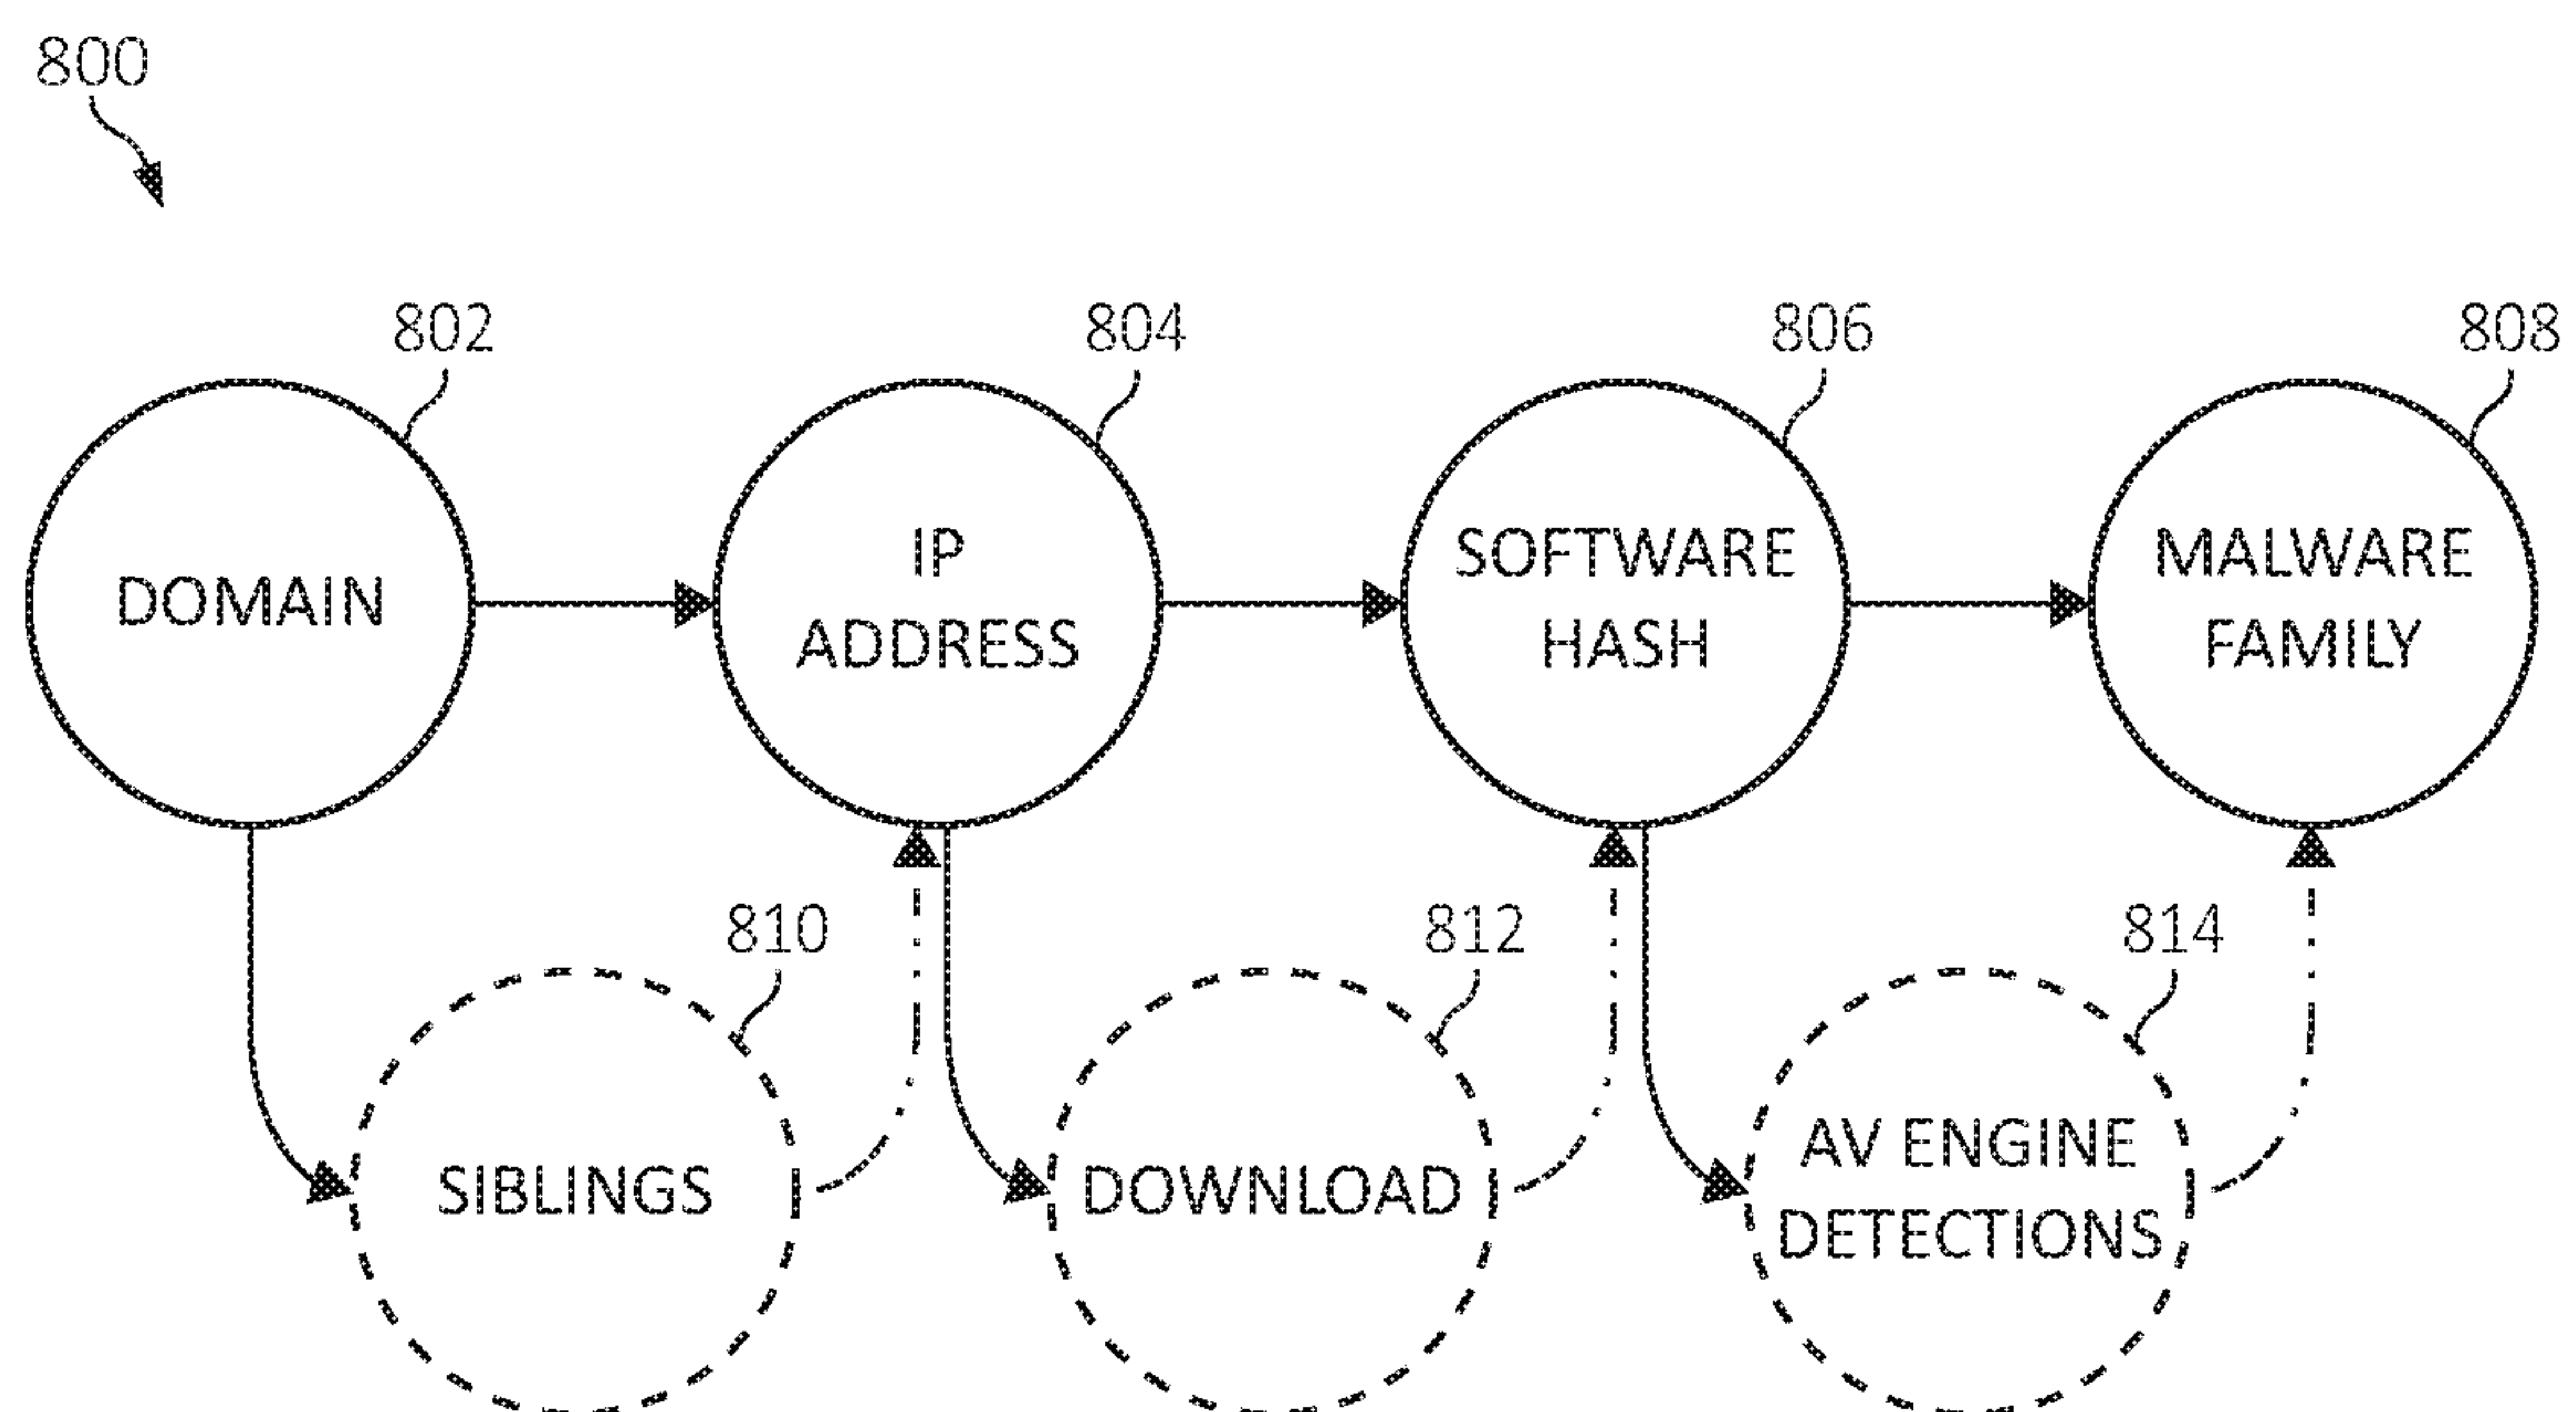 800
802
804
806
808
DOMAIN
IP
ADDRESS
SOFTWARE
HASH
MALWARE
FAMILY
810
812
814
SIBLINGS
DOWNLOAD
AV ENGINE
DETECTIONS